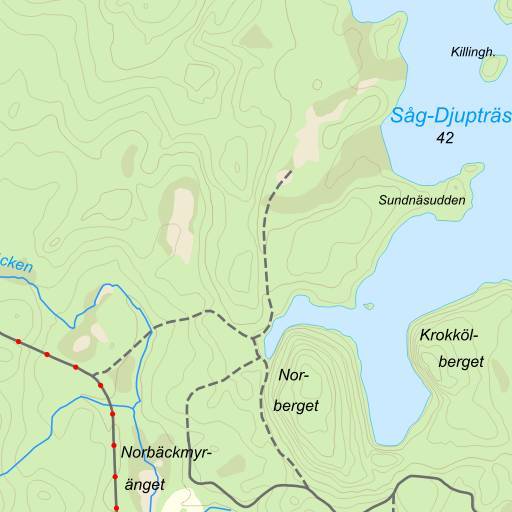 Killingh.
Såg-Djupträs
42
Sundnäsudden
cken
Krokköl-
berget
Nor-
berget
Norbäckmyr-
änget